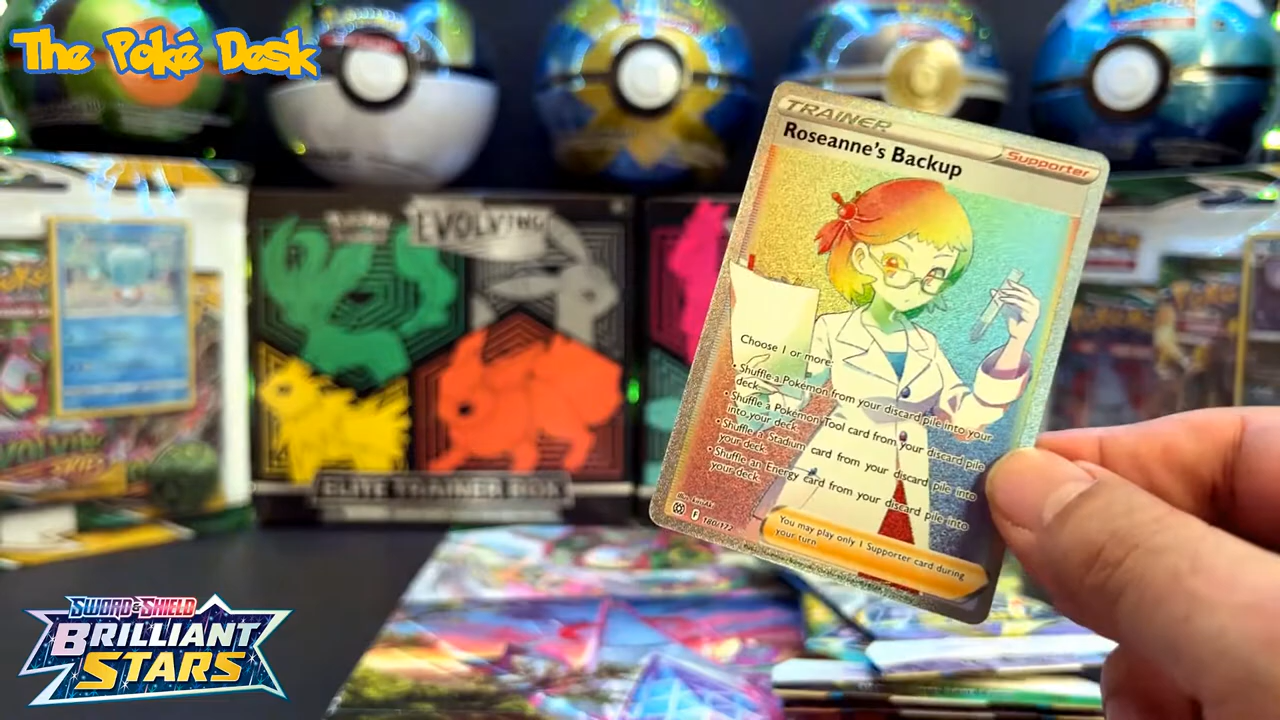 The Poké Desk
TRAINER
Roseanne's Backup
Supporter
EVOLVING
Choose 1 or more:
• Shuffle a Pokémon from your discard pile into your
deck.
• Shuffle a Pokémon Tool card from your discard pile
into your deck.
• Shuffle a Stadium card from your discard pile into
your deck.
• Shuffle an Energy card from your discard pile into
your deck.
ELITE TRAINER BOX
F 180/172
You may play only 1 Supporter card during
your turn.
SWORD & SHIELD
BRILLIANT
STARS